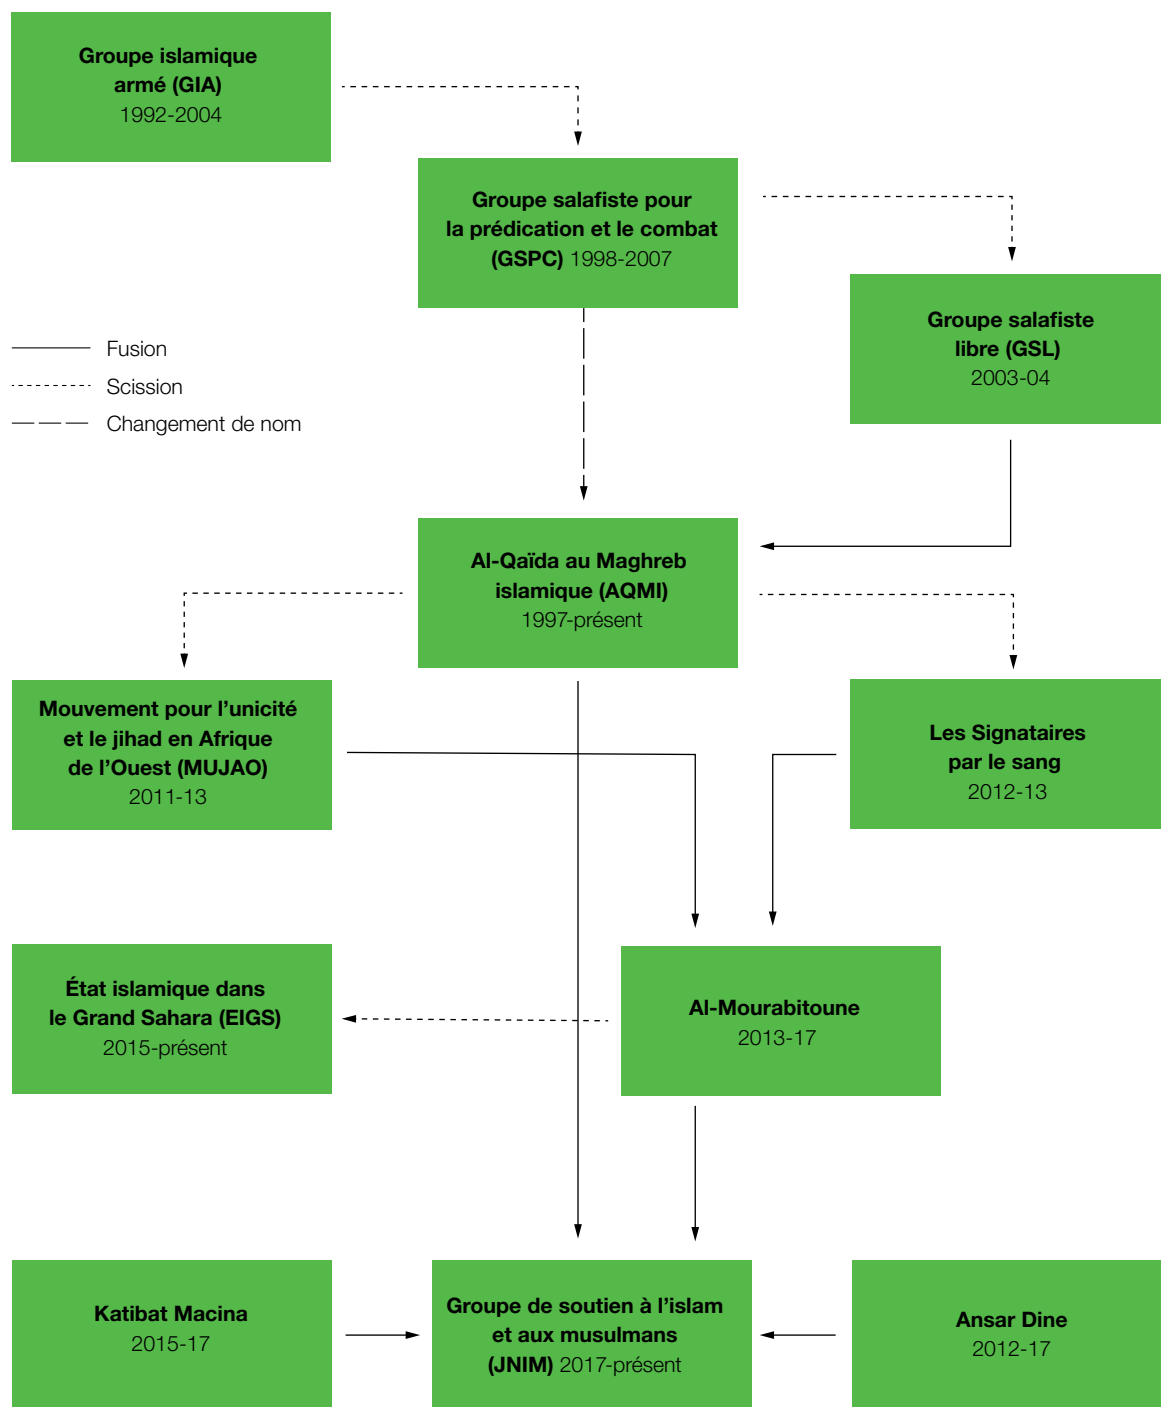 Groupe islamique
armé (GIA)
1992-2004
Groupe salafiste pour
la prédication et le combat
(GSPC) 1998-2007
Groupe salafiste
libre (GSL)
2003-04
Fusion
Scission
Changement de nom
Al-Qaïda au Maghreb
islamique (AQMI)
1997-présent
Mouvement pour l’unicité
et le jihad en Afrique
de l’Ouest (MUJAO)
2011-13
Les Signataires
par le sang
2012-13
État islamique dans
le Grand Sahara (EIGS)
2015-présent
Al-Mourabitoune
2013-17
Katibat Macina
2015-17
Groupe de soutien à l’islam
et aux musulmans
(JNIM) 2017-présent
Ansar Dine
2012-17